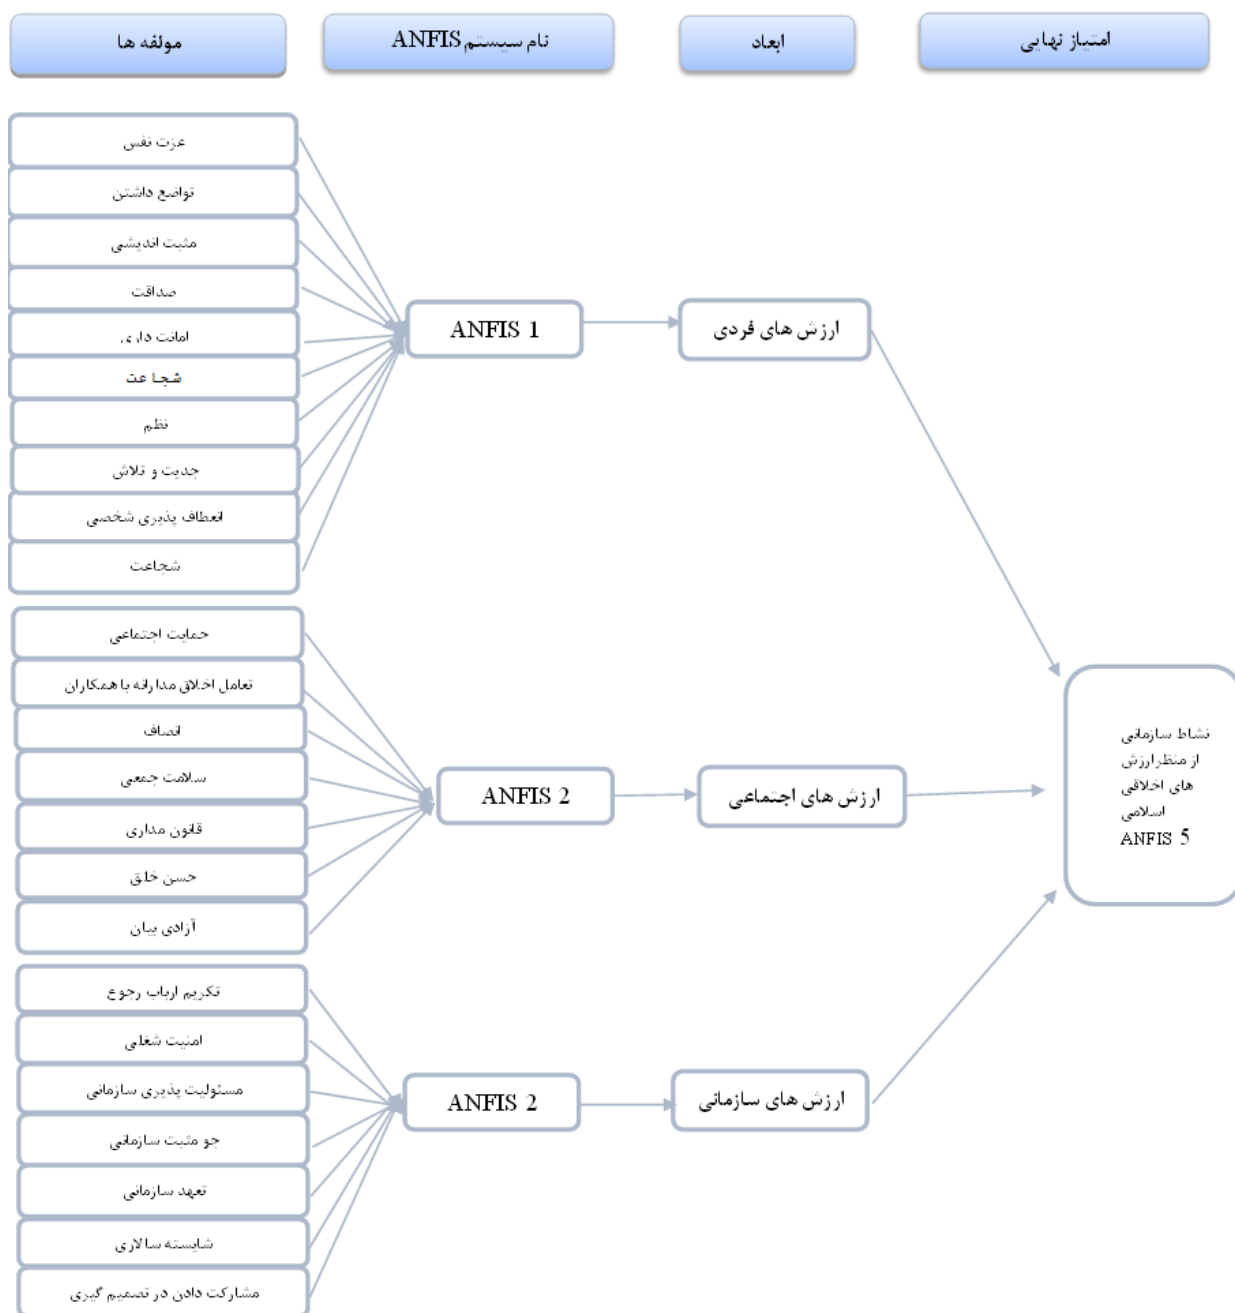 امتیاز نهایی
ابعاد
نام سیستم ANFIS
مولفه ها
عزت نفس
تواضع داشتن
مثبت اندیشی
صداقت
امانت داری
شجاعت
نظم
جدیت و تلاش
انعطاف پذیری شخصی
شجاعت
ANFIS 1
ارزش های فردی
حمایت اجتماعی
تعامل اخلاق مدارانه با همکاران
انصاف
سلامت جمعی
قانون مداری
حسن خلق
آزادی بیان
ANFIS 2
ارزش های اجتماعی
تکریم ارباب رجوع
امنیت شغلی
مسئولیت پذیری سازمانی
جو مثبت سازمانی
تعهد سازمانی
شایسته سالاری
مشارکت دادن در تصمیم گیری
ANFIS 2
ارزش های سازمانی
نشاط سازمانی
از منظرارزش
های اخلاقی
اسلامی
ANFIS 5